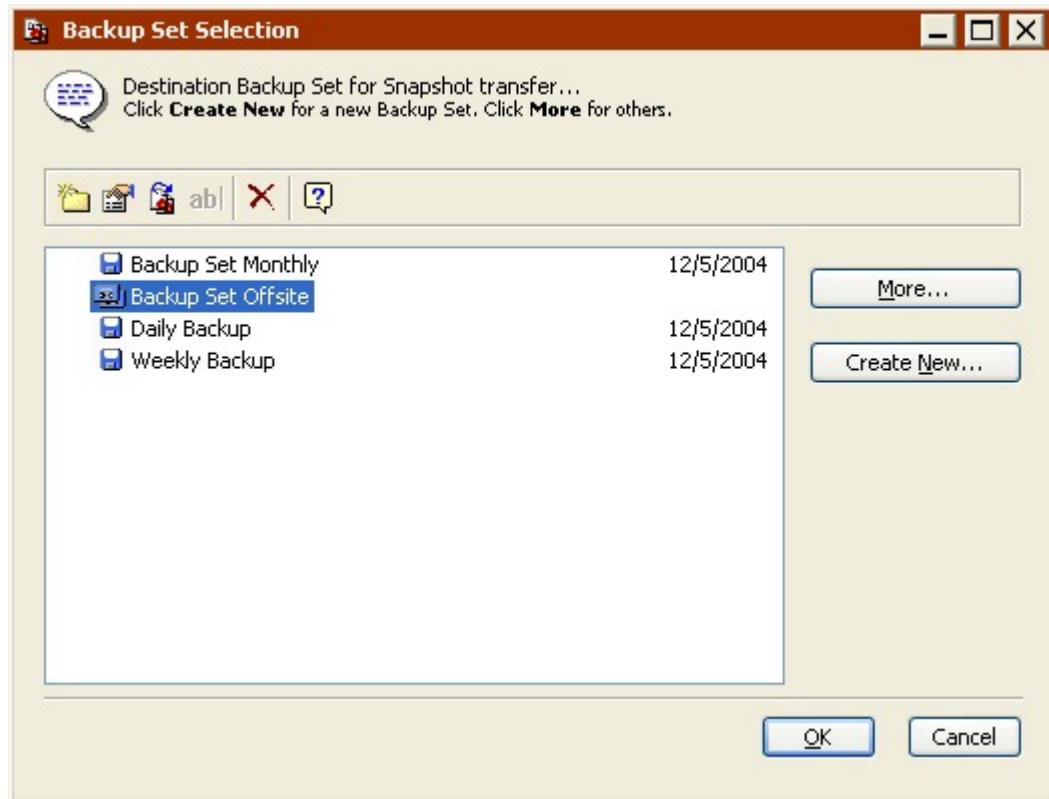 Backup Set Selection
Destination Backup Set for Snapshot transfer...
Click Create New for a new Backup Set. Click More for others.
ab|
Backup Set Monthly 12/5/2004
Backup Set Offsite
Daily Backup 12/5/2004
Weekly Backup 12/5/2004
More...
Create New...
OK Cancel